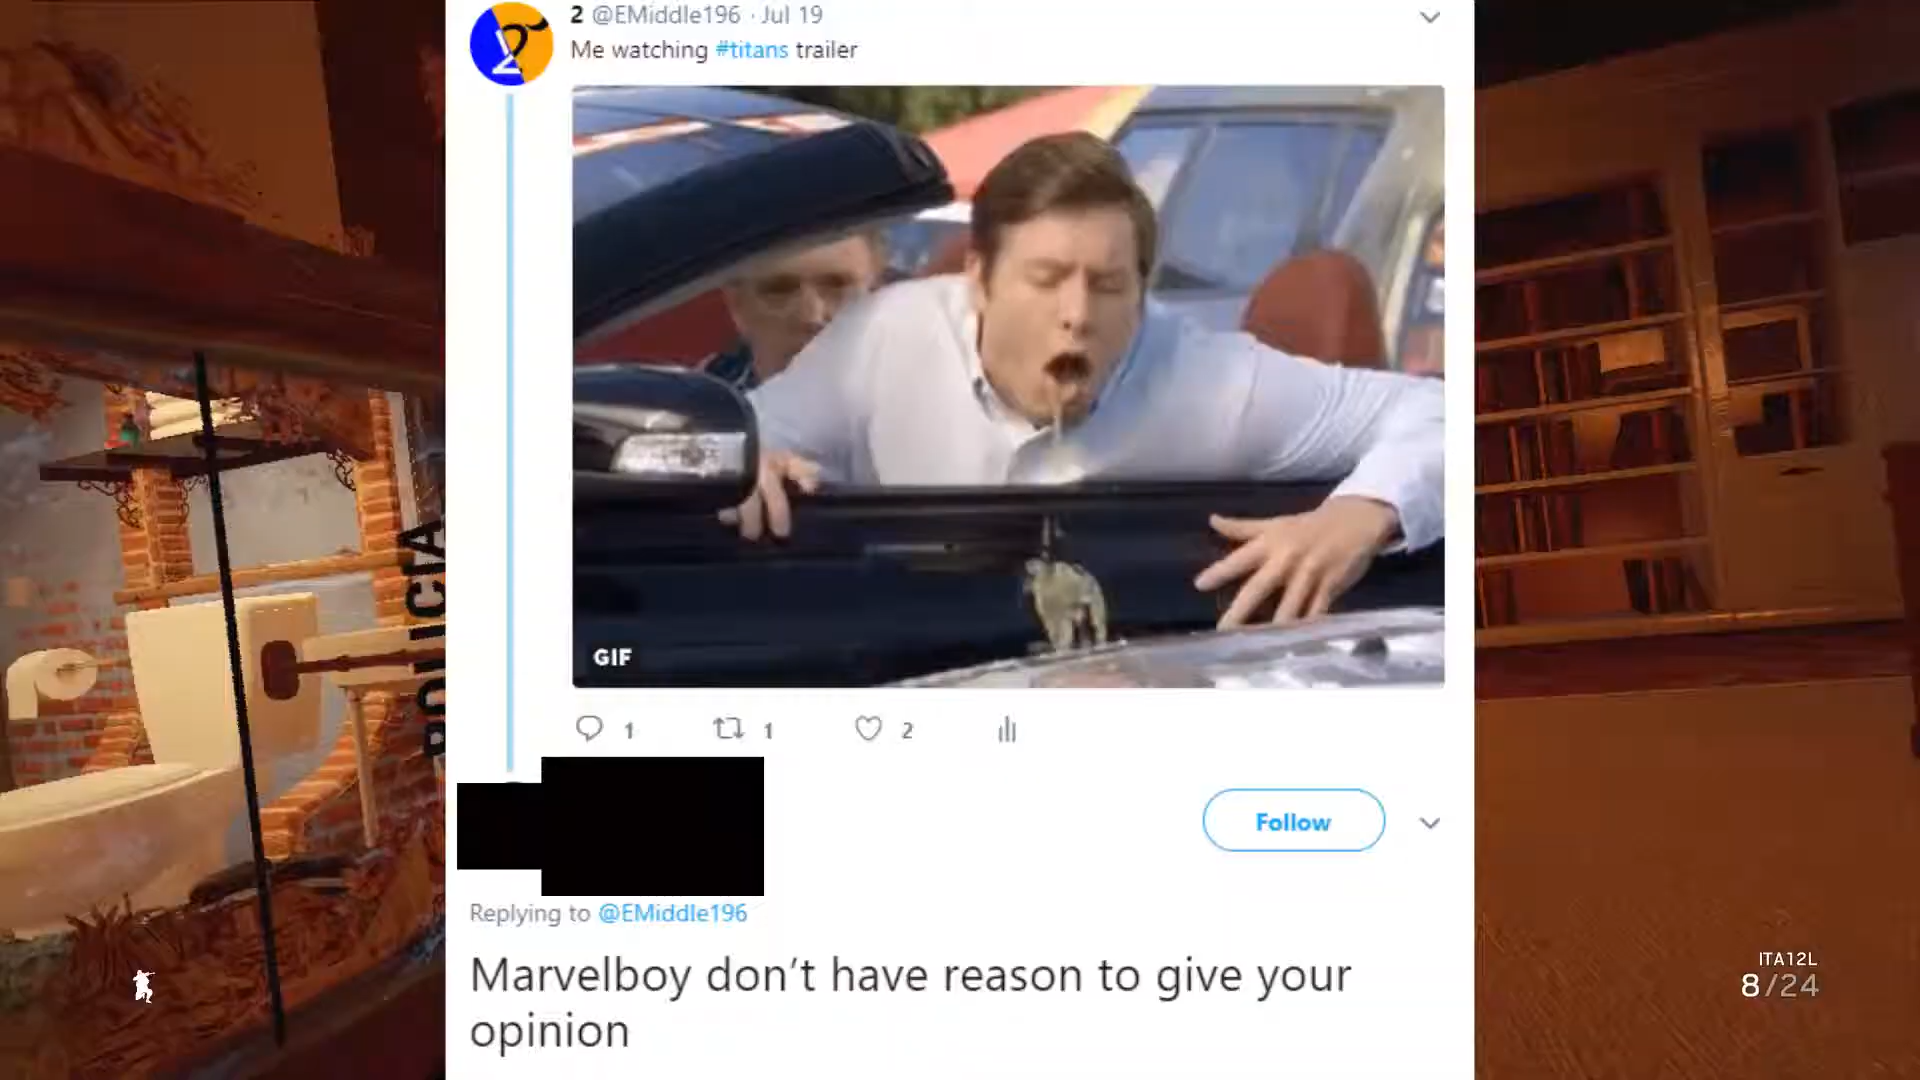 2 @EMiddle196 · Jul 19
Me watching #titans trailer
GIF
1 1 2
Follow
Replying to @EMiddle196
Marvelboy don't have reason to give your
opinion
POLICIA
ITA12L
8/24